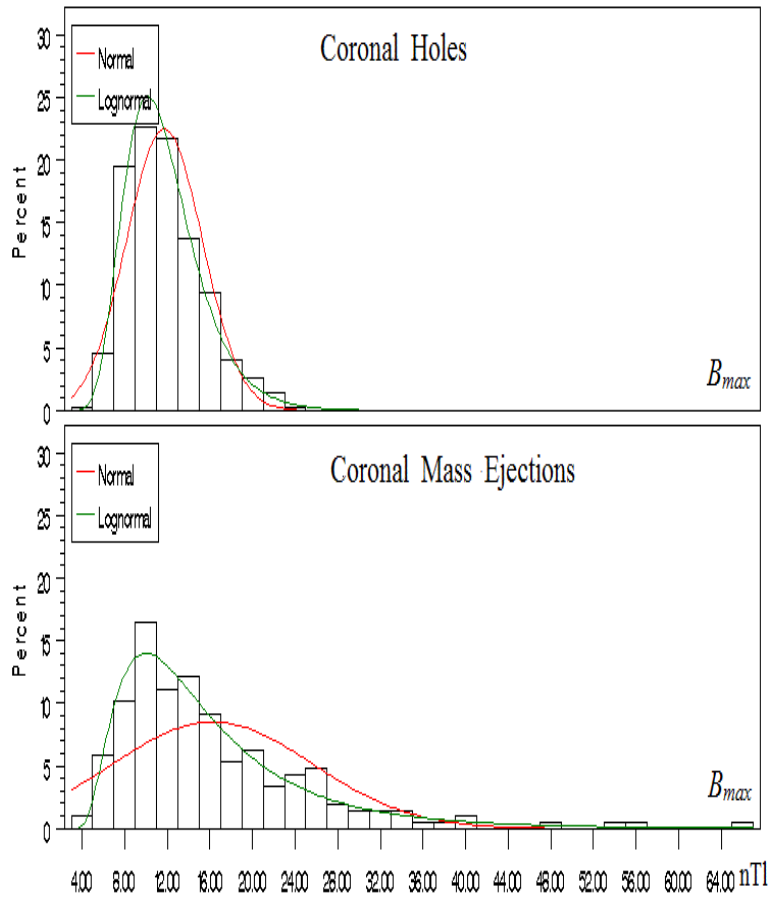 Coronal Holes
Normal
Lognormal
Percent
30
25
20
15
10
5
0
Bmax
Coronal Mass Ejections
Normal
Lognormal
Percent
30
25
20
15
10
5
0
Bmax
4.00 8.00 12.00 16.00 20.00 24.00 28.00 32.00 36.00 40.00 44.00 48.00 52.00 56.00 60.00 64.00 nTl